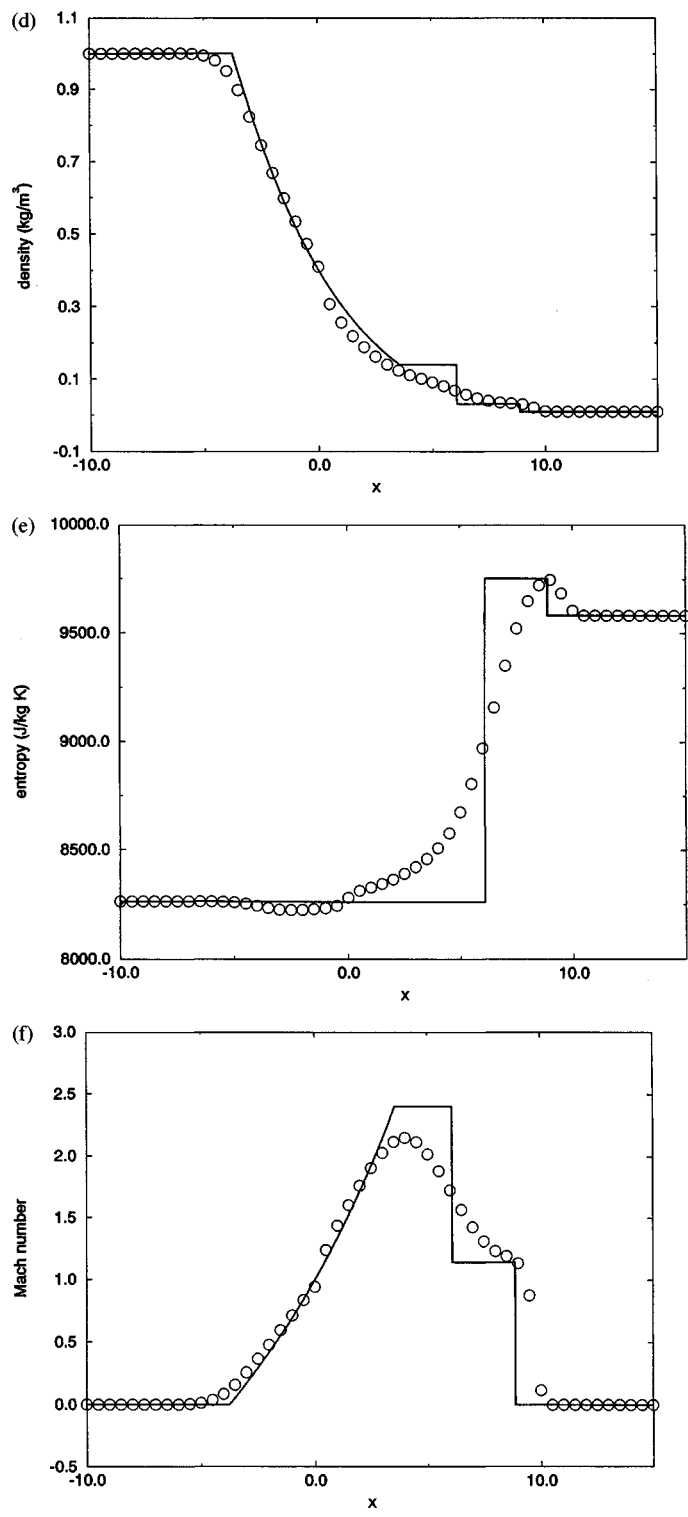 (d)
1.1
0.9
0.7
0.5
0.3
0.1
-0.1
density (kg/m³)
-10.0 0.0 10.0
x
(e)
10000.0
9500.0
9000.0
8500.0
8000.0
entropy (J/kg K)
-10.0 0.0 10.0
x
(f)
3.0
2.5
2.0
1.5
1.0
0.5
0.0
-0.5
Mach number
-10.0 0.0 10.0
x